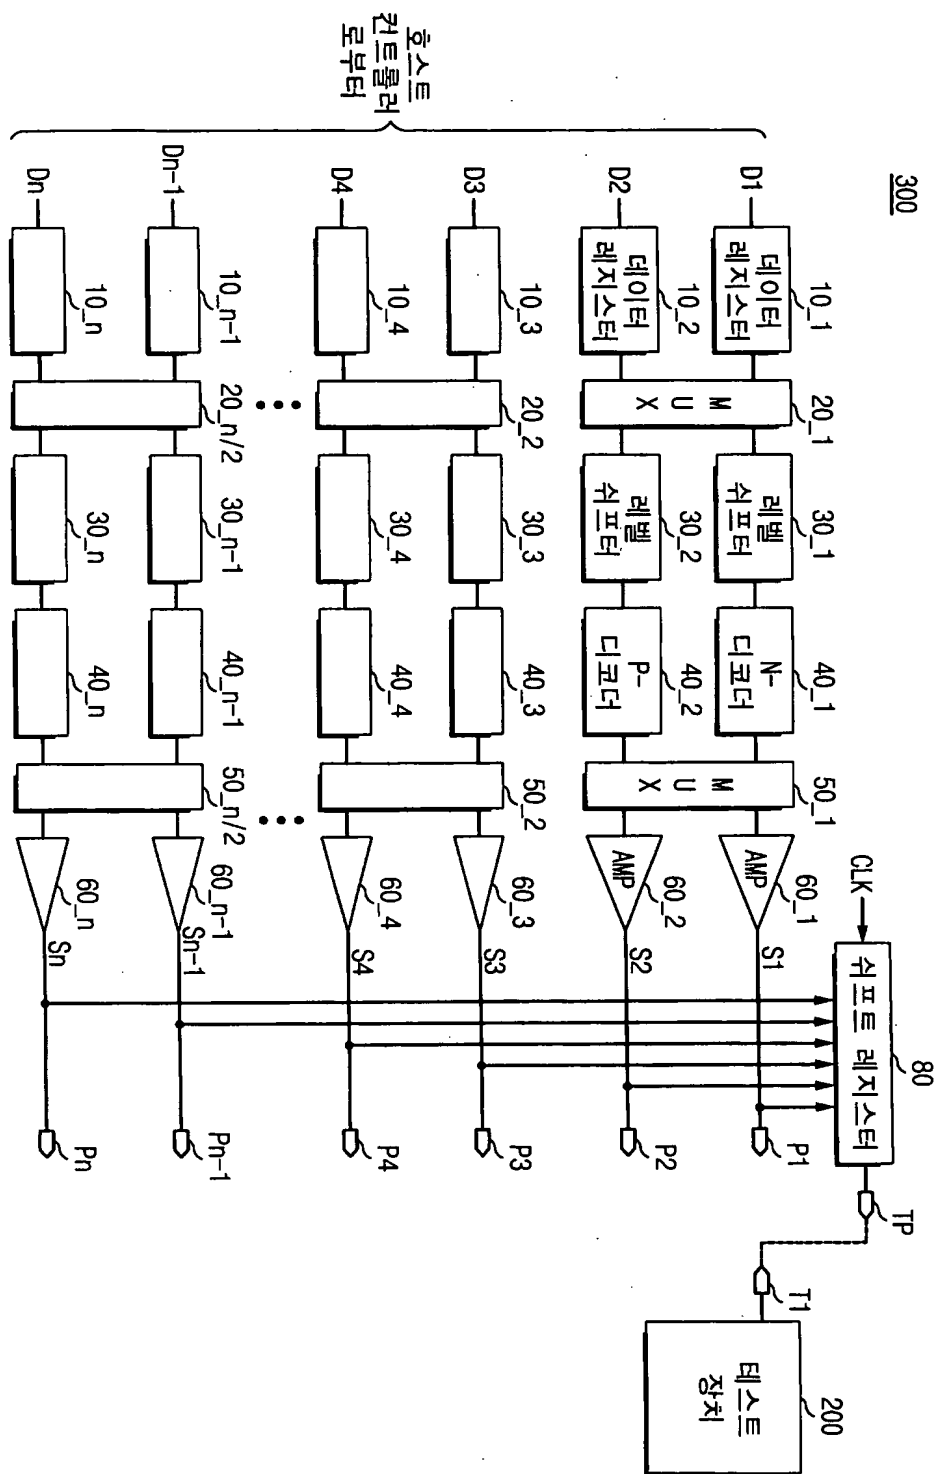 300
호스트
컨트롤러
로부터
D1
데이터
레지스터
10_1
M
U
X
20_1
레벨
쉬프터
30_1
N-
디코더
40_1
M
U
X
50_1
AMP
60_1
S1
P1
D2
데이터
레지스터
10_2
레벨
쉬프터
30_2
P-
디코더
40_2
AMP
60_2
S2
P2
D3
10_3
20_2
30_3
40_3
50_2
60_3
S3
P3
D4
10_4
30_4
40_4
60_4
S4
P4
Dn-1
10_n-1
20_n/2
30_n-1
40_n-1
50_n/2
60_n-1
Sn-1
Pn-1
Dn
10_n
30_n
40_n
60_n
Sn
Pn
CLK
쉬프트 레지스터
80
TP
T1
테스트
장치
200